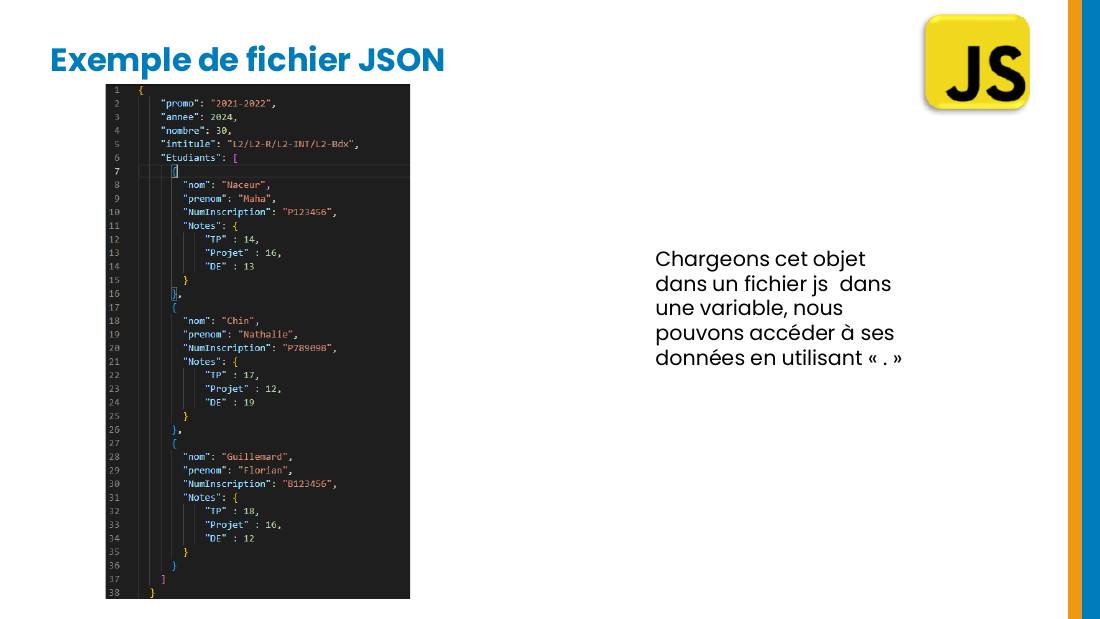 Exemple de fichier JSON
JS
1 {
2 "promo": "2021-2022",
3 "annee": 2024,
4 "nombre": 30,
5 "intitule": "L2/L2-R/L2-INT/L2-Bdx",
6 "Etudiants": [
7 {
8 "nom": "Naceur",
9 "prenom": "Maha",
10 "NumInscription": "P123456",
11 "Notes": {
12 "TP" : 14,
13 "Projet" : 16,
14 "DE" : 13
15 }
16 },
17 {
18 "nom": "Chin",
19 "prenom": "Nathalie",
20 "NumInscription": "P789098",
21 "Notes": {
22 "TP" : 17,
23 "Projet" : 12,
24 "DE" : 19
25 }
26 },
27 {
28 "nom": "Guillemard",
29 "prenom": "Florian",
30 "NumInscription": "B123456",
31 "Notes": {
32 "TP" : 18,
33 "Projet" : 16,
34 "DE" : 12
35 }
36 }
37 ]
38 }
Chargeons cet objet
dans un fichier js  dans
une variable, nous
pouvons accéder à ses
données en utilisant « . »